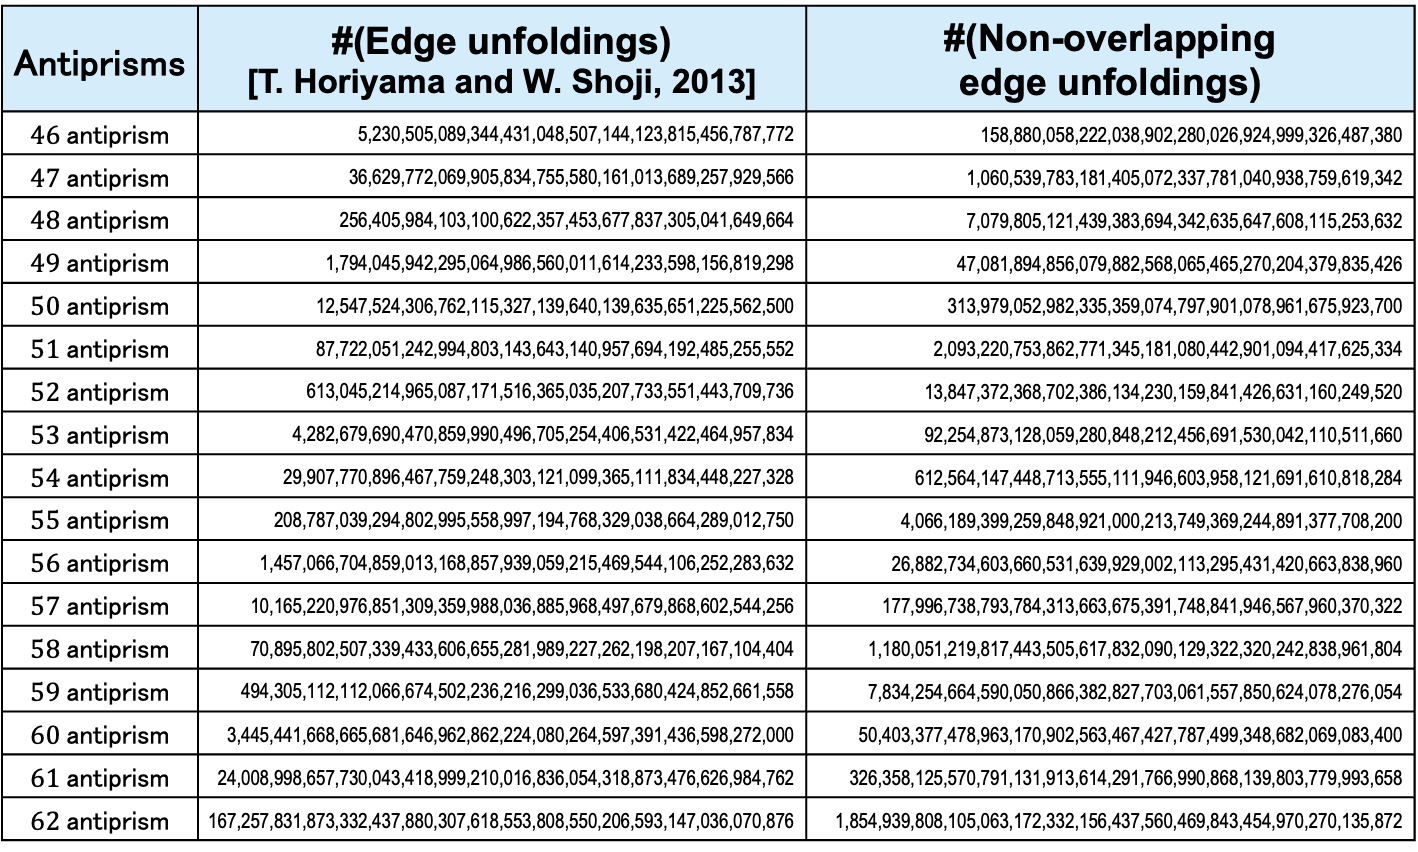 Antiprisms #(Edge unfoldings) #(Non-overlapping
[T. Horiyama and W. Shoji, 2013] edge unfoldings)
46 antiprism 5,230,505,089,344,431,048,507,144,123,815,456,787,772 158,880,058,222,038,902,280,026,924,999,326,487,380
47 antiprism 36,629,772,069,905,834,755,580,161,013,689,257,929,566 1,060,539,783,181,405,072,337,781,040,938,759,619,342
48 antiprism 256,405,984,103,100,622,357,453,677,837,305,041,649,664 7,079,805,121,439,383,694,342,635,647,608,115,253,632
49 antiprism 1,794,045,942,295,064,986,560,011,614,233,598,156,819,298 47,081,894,856,079,882,568,065,465,270,204,379,835,426
50 antiprism 12,547,524,306,762,115,327,139,640,139,635,651,225,562,500 313,979,052,982,335,359,074,797,901,078,961,675,923,700
51 antiprism 87,722,051,242,994,803,143,643,140,957,694,192,485,255,552 2,093,220,753,862,771,345,181,080,442,901,094,417,625,334
52 antiprism 613,045,214,965,087,171,516,365,035,207,733,551,443,709,736 13,847,372,368,702,386,134,230,159,841,426,631,160,249,520
53 antiprism 4,282,679,690,470,859,990,496,705,254,406,531,422,464,957,834 92,254,873,128,059,280,848,212,456,691,530,042,110,511,660
54 antiprism 29,907,770,896,467,759,248,303,121,099,365,111,834,448,227,328 612,564,147,448,713,555,111,946,603,958,121,691,610,818,284
55 antiprism 208,787,039,294,802,995,558,997,194,768,329,038,664,289,012,750 4,066,189,399,259,848,921,000,213,749,369,244,891,377,708,200
56 antiprism 1,457,066,704,859,013,168,857,939,059,215,469,544,106,252,283,632 26,882,734,603,660,531,639,929,002,113,295,431,420,663,838,960
57 antiprism 10,165,220,976,851,309,359,988,036,885,968,497,679,868,602,544,256 177,996,738,793,784,313,663,675,391,748,841,946,567,960,370,322
58 antiprism 70,895,802,507,339,433,606,655,281,989,227,262,198,207,167,104,404 1,180,051,219,817,443,505,617,832,090,129,322,320,242,838,961,804
59 antiprism 494,305,112,112,066,674,502,236,216,299,036,533,680,424,852,661,558 7,834,254,664,590,050,866,382,827,703,061,557,850,624,078,276,054
60 antiprism 3,445,441,668,665,681,646,962,862,224,080,264,597,391,436,598,272,000 50,403,377,478,963,170,902,563,467,427,787,499,348,682,069,083,400
61 antiprism 24,008,998,657,730,043,418,999,210,016,836,054,318,873,476,626,984,762 326,358,125,570,791,131,913,614,291,766,990,868,139,803,779,993,658
62 antiprism 167,257,831,873,332,437,880,307,618,553,808,550,206,593,147,036,070,876 1,854,939,808,105,063,172,332,156,437,560,469,843,454,970,270,135,872